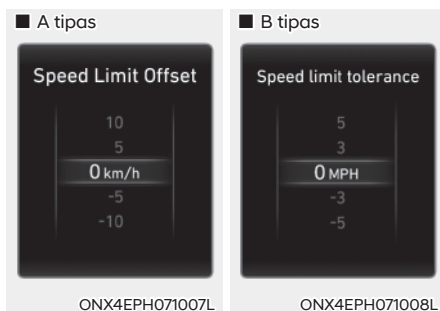 ■ A tipas
Speed Limit Offset
10
5
0 km/h
-5
-10
ONX4EPH071007L
■ B tipas
Speed limit tolerance
5
3
0 MPH
-3
-5
ONX4EPH071008L